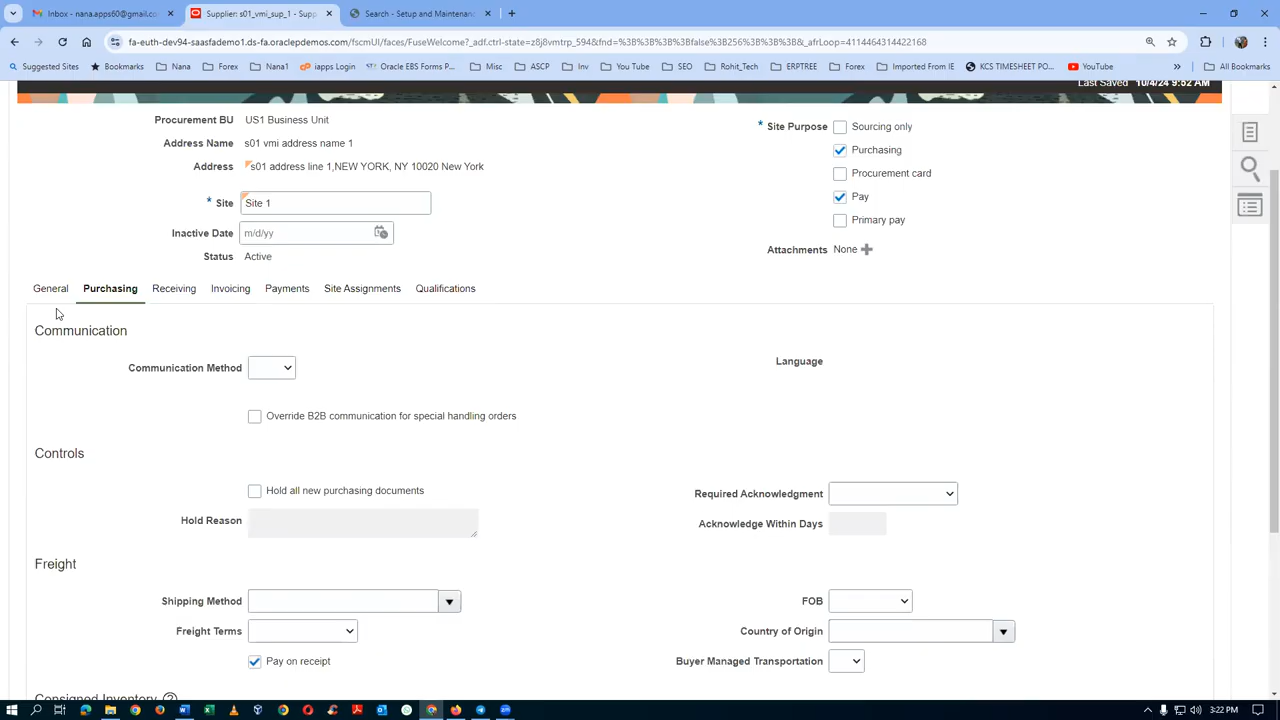 Inbox - nana.apps60@gmail.co
Supplier: s01_vmi_sup_1 - Supp
Search - Setup and Maintenanc
fa-euth-dev94-saasfademo1.ds-fa.oraclepdemos.com/fscmUI/faces/FuseWelcome?_adf.ctrl-state=z8j8vmtrp_594&fnd=%3B%3B%3B%3Bfalse%3B256%3B%3B%3B&_afrLoop=4114464314422168
Suggested Sites
Bookmarks
Nana
Forex
Nana1
iapps Login
Oracle EBS Forms P...
Misc
ASCP
Inv
You Tube
SEO
Rohit_Tech
ERPTREE
Forex
Imported From IE
KCS TIMESHEET PO...
YouTube
All Bookmarks
Last Saved 10/4/24 9:52 AM
Procurement BU US1 Business Unit
Address Name s01 vmi address name 1
Address s01 address line 1,NEW YORK, NY 10020 New York
* Site Site 1
Inactive Date m/d/yy
Status Active
* Site Purpose Sourcing only
Purchasing
Procurement card
Pay
Primary pay
Attachments None
General Purchasing Receiving Invoicing Payments Site Assignments Qualifications
Communication
Communication Method
Language
Override B2B communication for special handling orders
Controls
Hold all new purchasing documents
Required Acknowledgment
Hold Reason
Acknowledge Within Days
Freight
Shipping Method
FOB
Freight Terms
Country of Origin
Pay on receipt
Buyer Managed Transportation
Consigned Inventory
3:22 PM